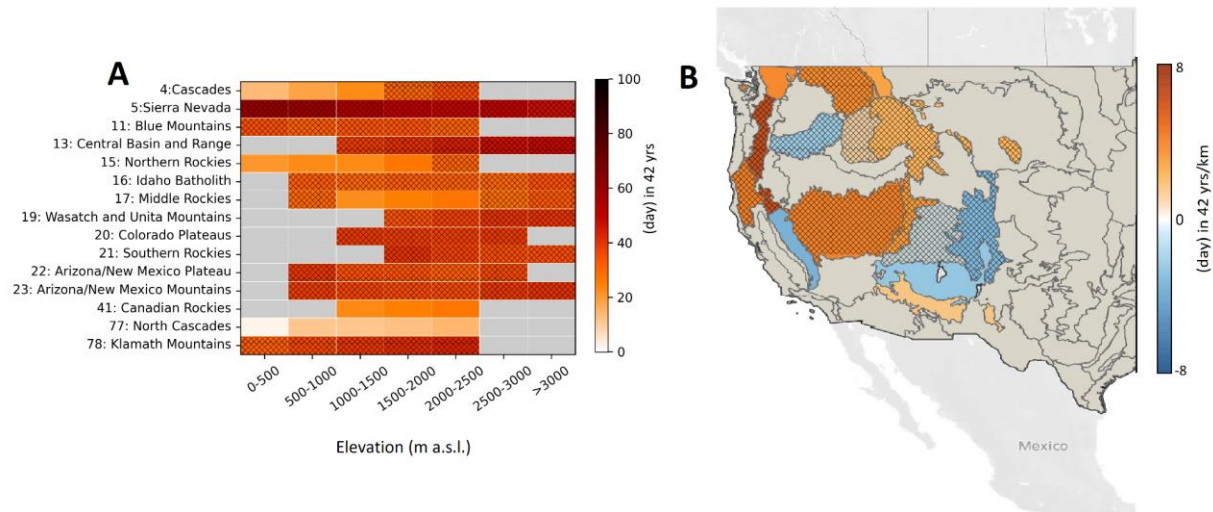 A
4:Cascades
5:Sierra Nevada
11: Blue Mountains
13: Central Basin and Range
15: Northern Rockies
16: Idaho Batholith
17: Middle Rockies
19: Wasatch and Unita Mountains
20: Colorado Plateaus
21: Southern Rockies
22: Arizona/New Mexico Plateau
23: Arizona/New Mexico Mountains
41: Canadian Rockies
77: North Cascades
78: Klamath Mountains
0-500
500-1000
1000-1500
1500-2000
2000-2500
2500-3000
>3000
Elevation (m a.s.l.)
100
80
60
40
20
0
(day) in 42 yrs
B
Mexico
8
0
-8
(day) in 42 yrs/km